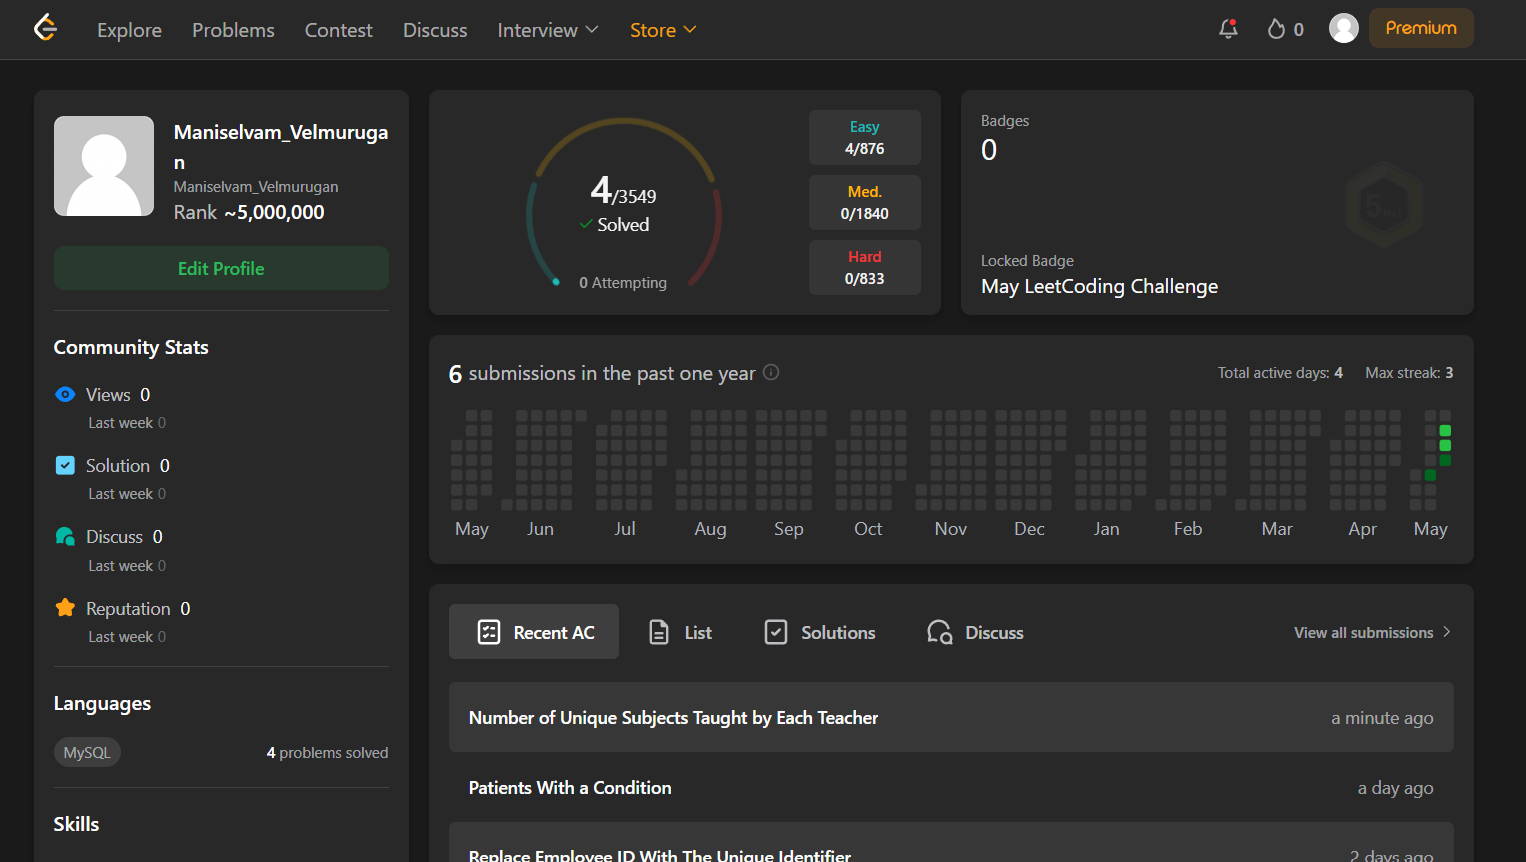 Explore Problems Contest Discuss Interview Store 0 Premium
Maniselvam_Velmuruga
n
Maniselvam_Velmurugan
Rank ~5,000,000
Edit Profile
Community Stats
Views 0
Last week 0
Solution 0
Last week 0
Discuss 0
Last week 0
Reputation 0
Last week 0
Languages
MySQL 4 problems solved
Skills
4/3549
Solved
0 Attempting
Easy
4/876
Med.
0/1840
Hard
0/833
Badges
0
Locked Badge
May LeetCoding Challenge
6 submissions in the past one year
Total active days: 4 Max streak: 3
May Jun Jul Aug Sep Oct Nov Dec Jan Feb Mar Apr May
Recent AC List Solutions Discuss View all submissions
Number of Unique Subjects Taught by Each Teacher a minute ago
Patients With a Condition a day ago
Replace Employee ID With The Unique Identifier 2 days ago